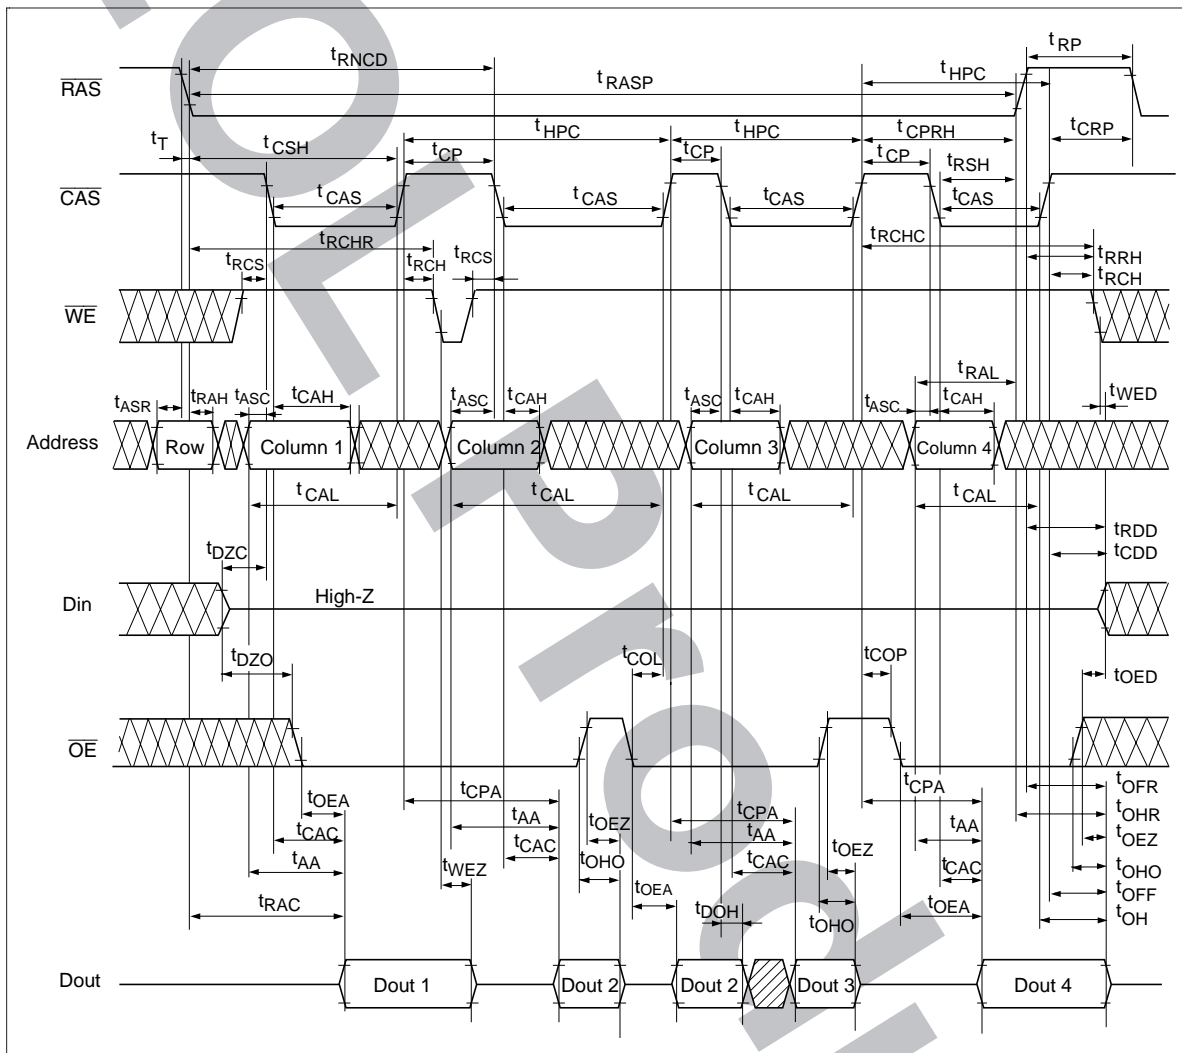 tRP
tRNCD
tHPC
tRASP
RAS
tT
tCSH
tHPC
tHPC
tCPRH
tCRP
tCP
tCP
tCP
tRSH
CAS
tCAS
tCAS
tCAS
tCAS
tRCHR
tRCHC
tRCS
tRCH
tRCS
tRRH
tRCH
WE
tRAL
tWED
tASR
tRAH
tASC
tCAH
tASC
tCAH
tASC
tCAH
tASC
tCAH
Address
Row
Column 1
Column 2
Column 3
Column 4
tCAL
tCAL
tCAL
tCAL
tRDD
tCDD
tDZC
Din
High-Z
tDZO
tCOL
tCOP
tOED
OE
tCPA
tCPA
tOFR
tOEA
tCPA
tOHR
tAA
tOEZ
tAA
tOEZ
tAA
tOEZ
tCAC
tCAC
tOHO
tCAC
tCAC
tOHO
tAA
tWEZ
tOEA
tOEA
tOFF
tRAC
tDOH
tOHO
tOH
Dout
Dout 1
Dout 2
Dout 2
Dout 3
Dout 4
OL Prod